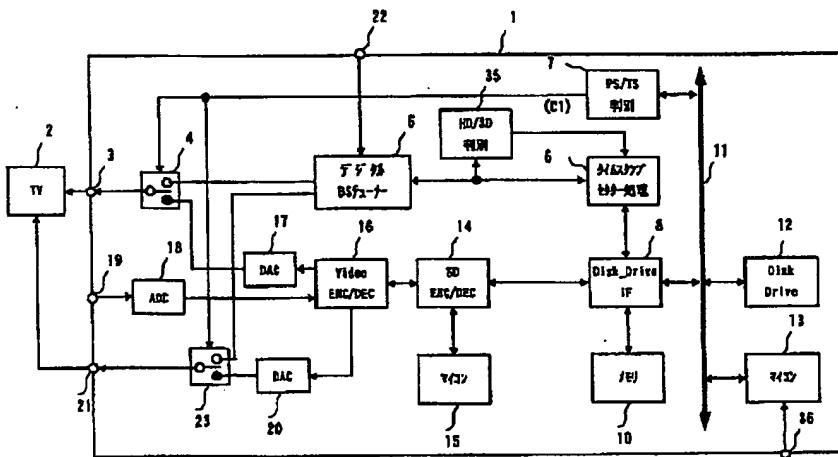 22
1
7
35
PS/TS
判別
(C1)
HD/SD
判別
2
TV
3
4
6
デジタル
BSチューナー
6
タイムスタンプ
セクター処理
11
17
DAC
16
Video
ENC/DEC
14
SD
ENC/DEC
8
Disk_Drive
IF
12
Disk
Drive
19
18
ADC
13
マイコン
21
23
DAC
20
マイコン
15
メモリ
10
36